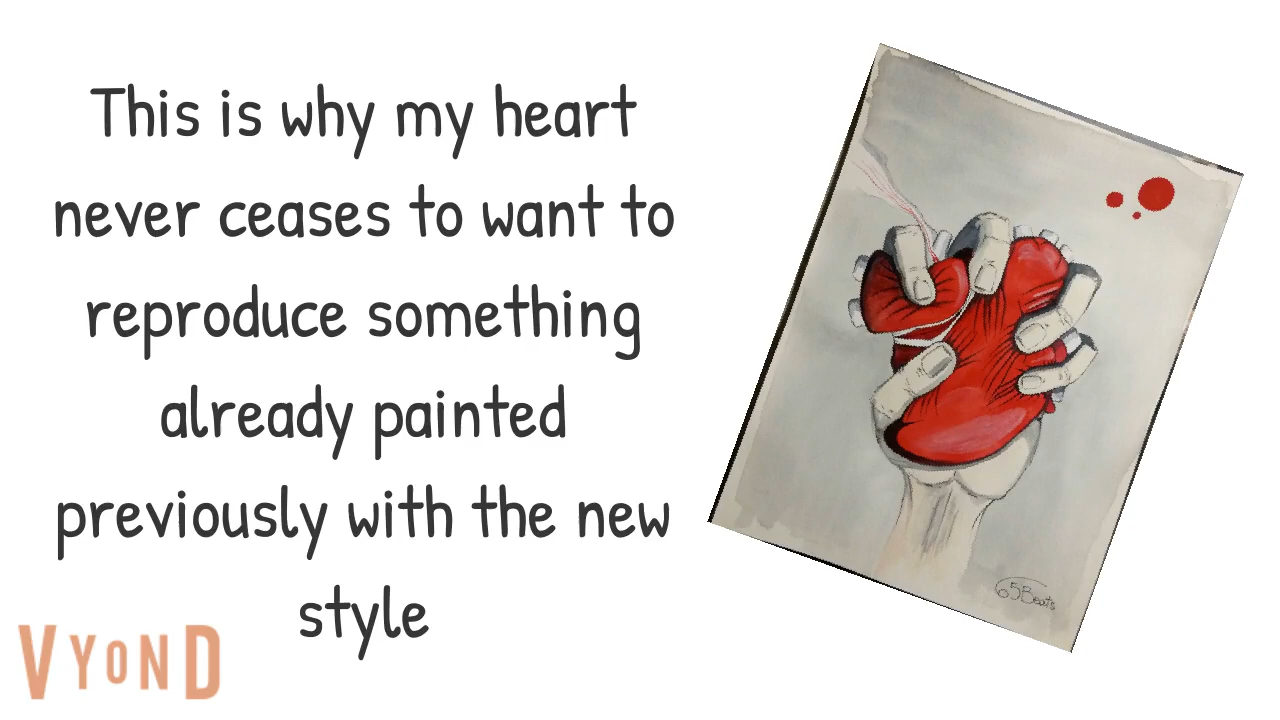 This is why my heart
never ceases to want to
reproduce something
already painted
previously with the new
style
VYOND
65Beats